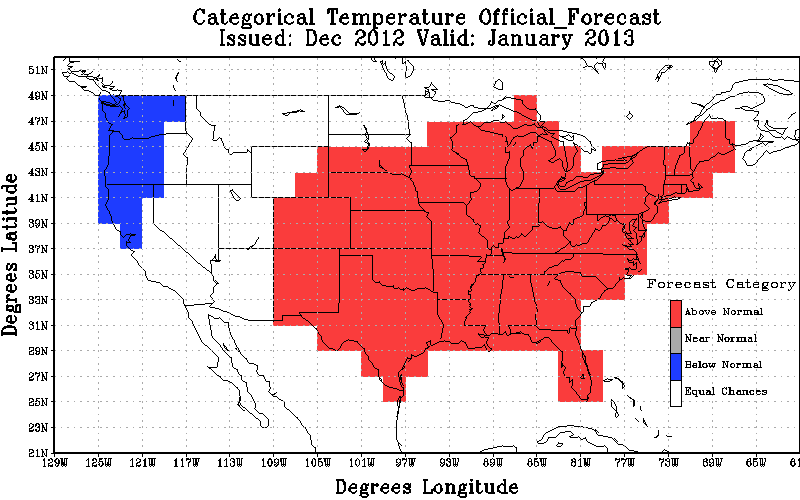 Categorical Temperature Official_Forecast
Issued: Dec 2012 Valid: January 2013
Degrees Latitude
51N
49N
47N
45N
43N
41N
39N
37N
35N
33N
31N
29N
27N
25N
23N
21N
Forecast Category
Above Normal
Near Normal
Below Normal
Equal Chances
129W 125W 121W 117W 113W 109W 105W 101W 97W 93W 89W 85W 81W 77W 73W 69W 65W 61
Degrees Longitude